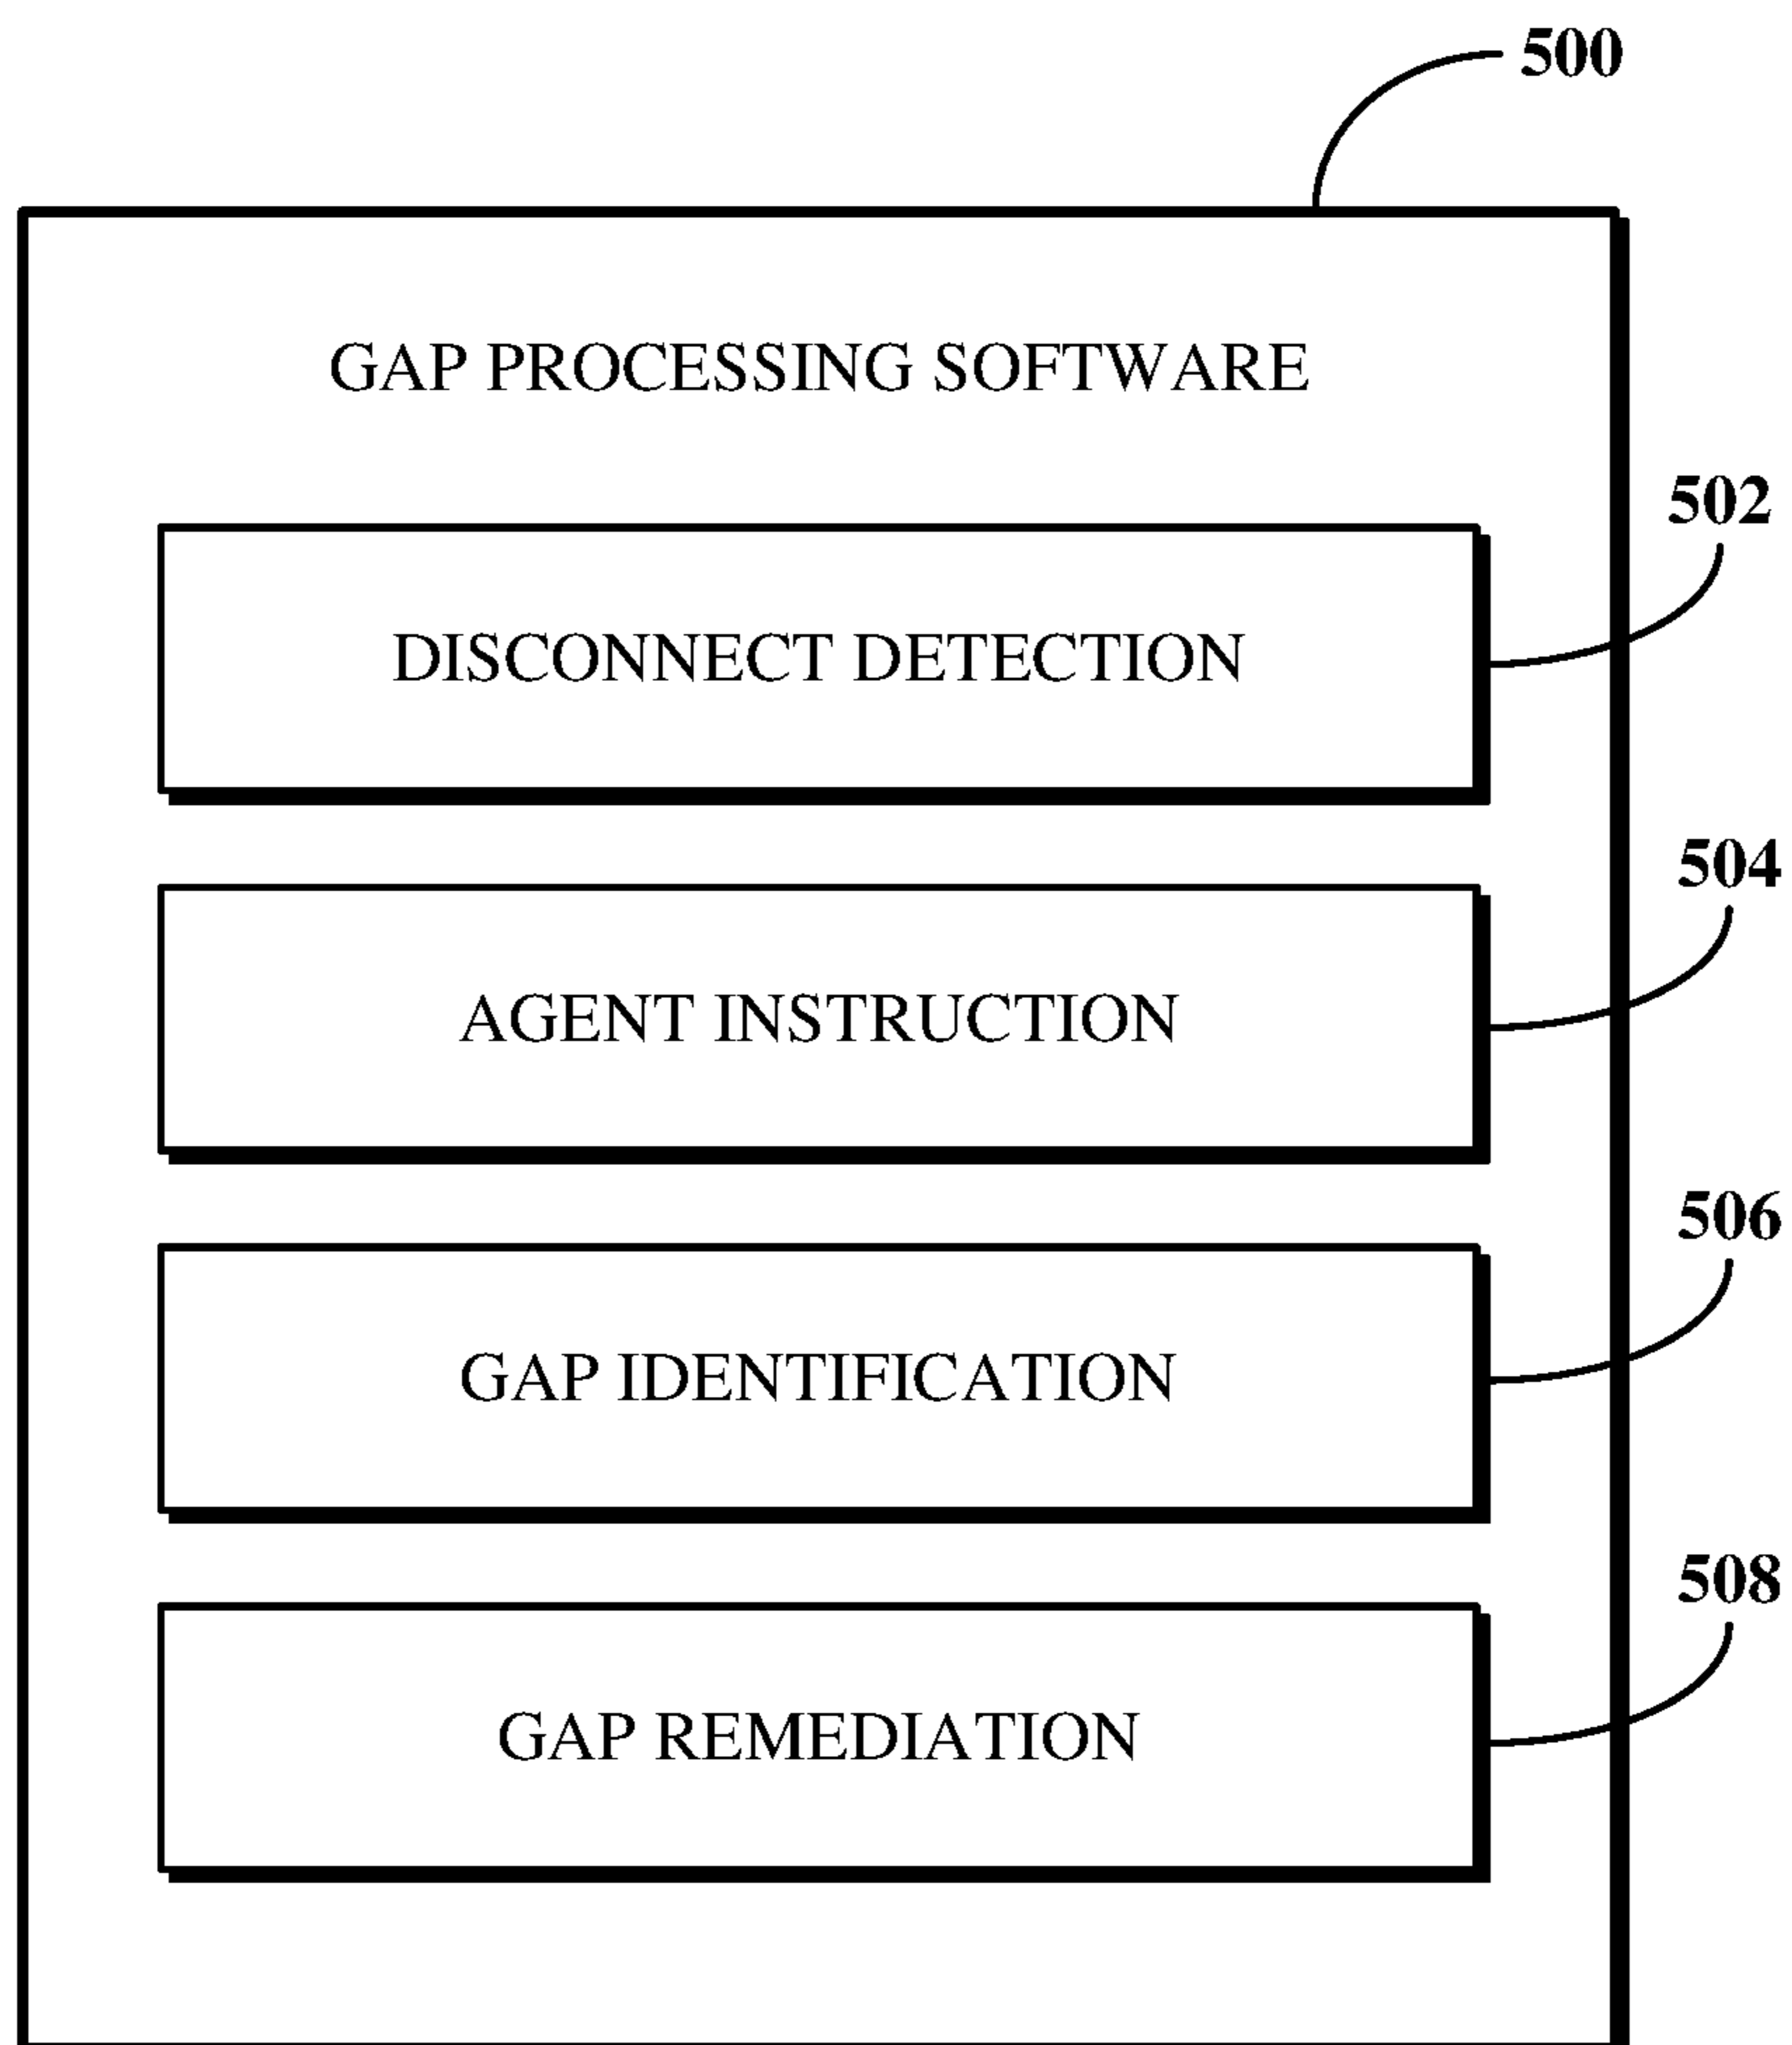 500
GAP PROCESSING SOFTWARE
502
DISCONNECT DETECTION
504
AGENT INSTRUCTION
506
GAP IDENTIFICATION
508
GAP REMEDIATION